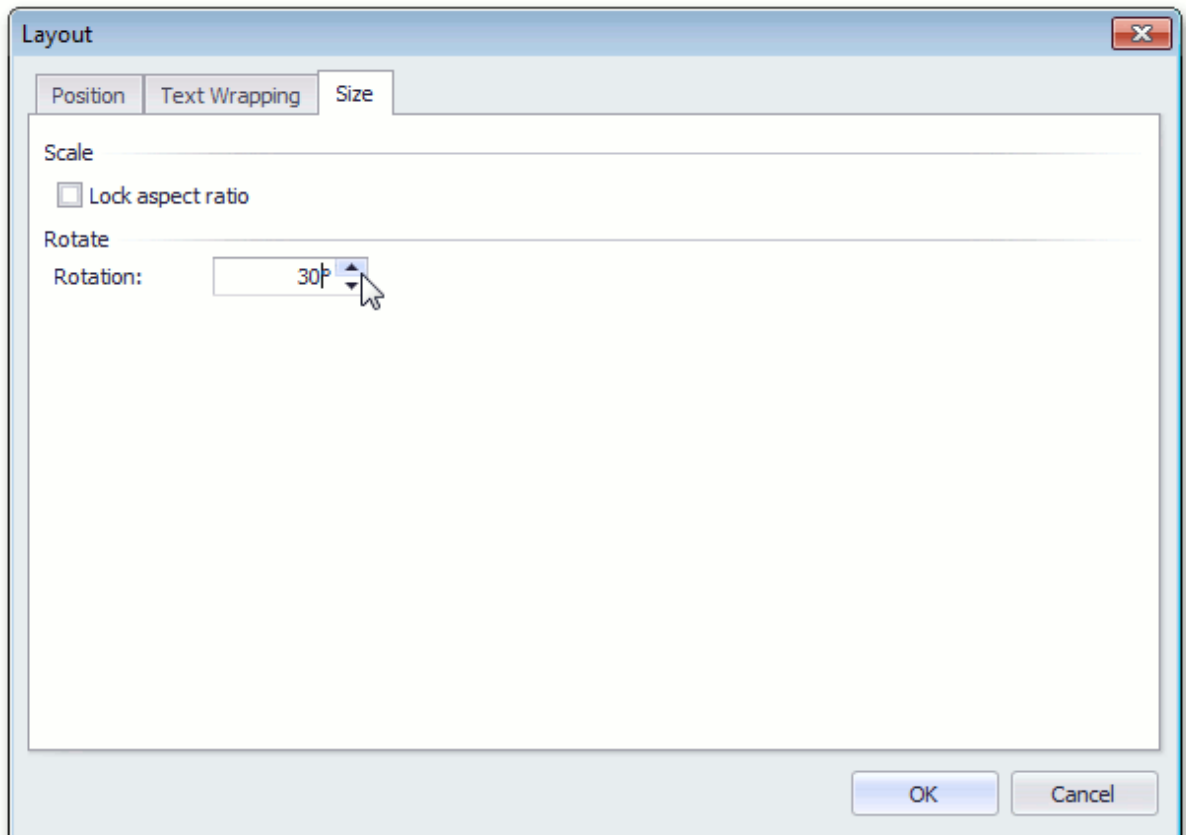 Layout
Position Text Wrapping Size
Scale
Lock aspect ratio
Rotate
Rotation: 30°
OK Cancel